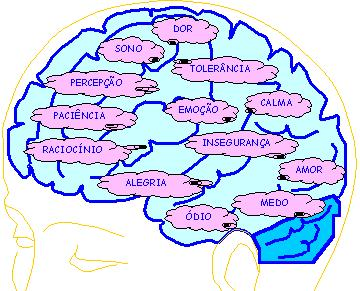 DOR
SONO
TOLERÂNCIA
PERCEPÇÃO
CALMA
EMOÇÃO
PACIÊNCIA
INSEGURANÇA
RACIOCÍNIO
AMOR
ALEGRIA
MEDO
ÓDIO